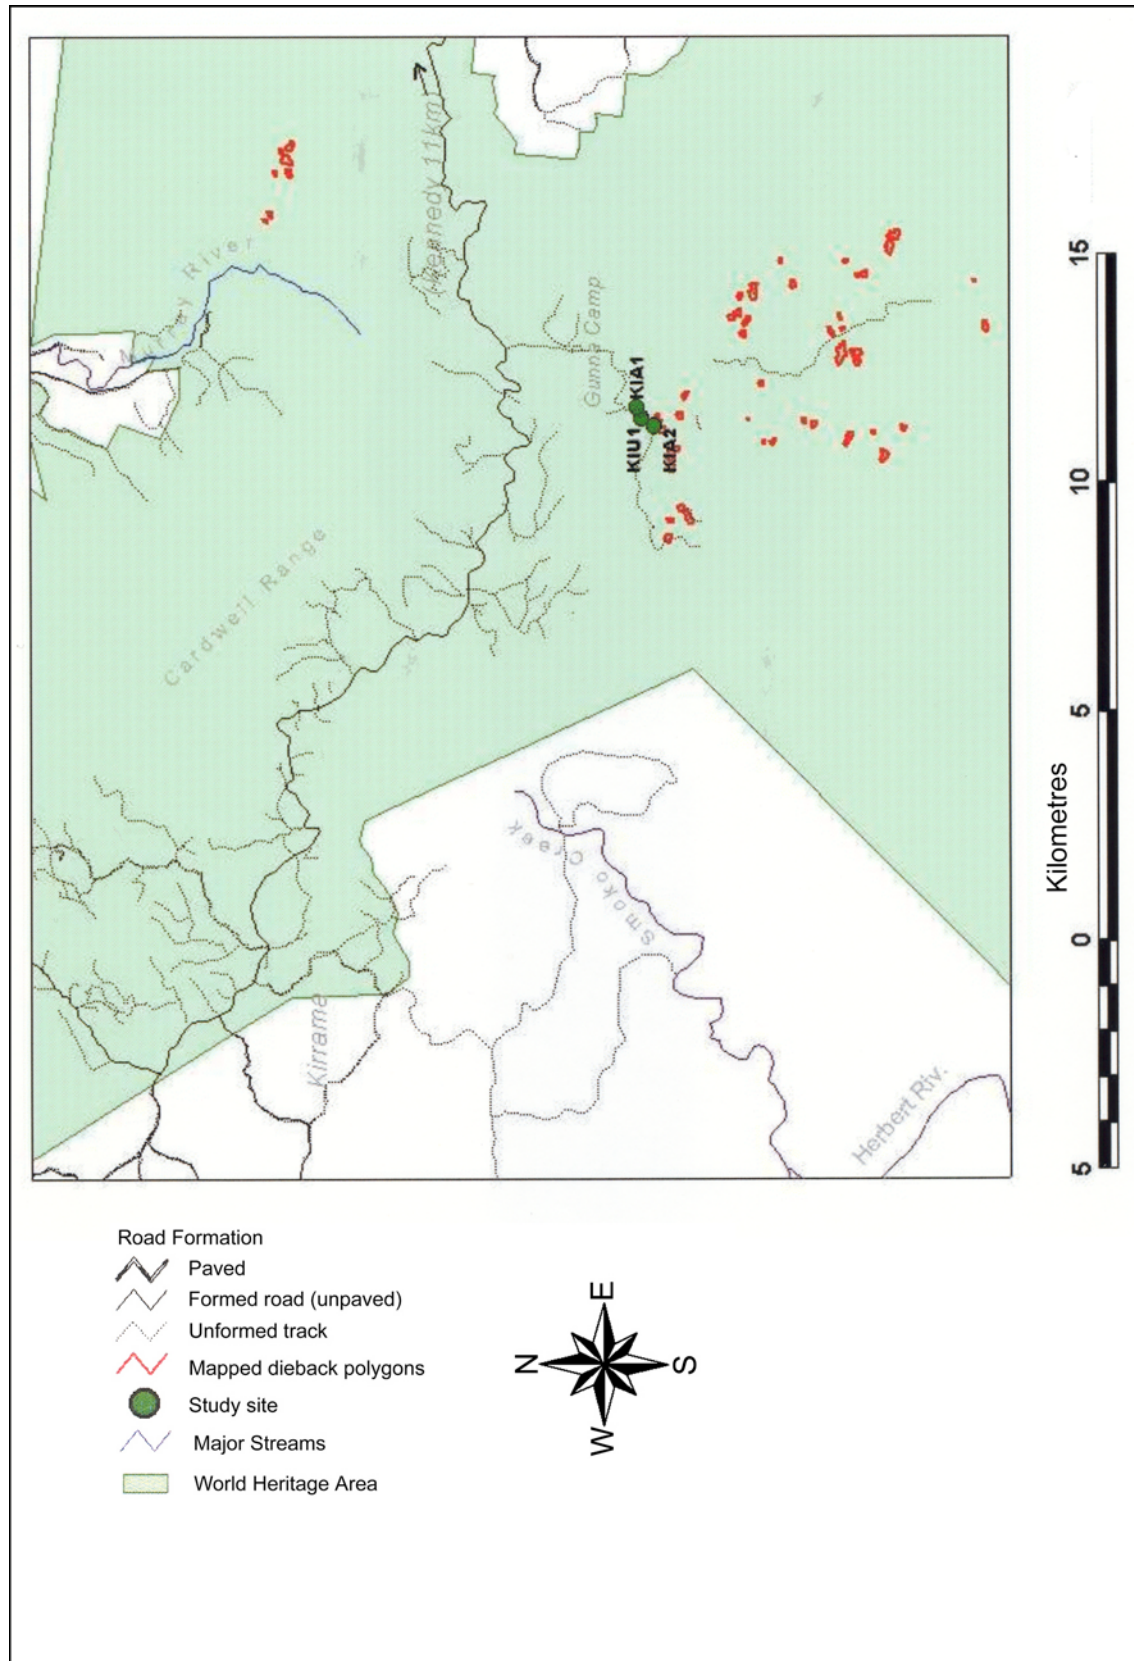 Kennedy 11km
Murray River
Gunna Camp
KIA1
KIU1
KIA2
Cardwell Range
Smoko Creek
Kirrama
Herbert Riv.
15
10
5
0
5
Kilometres
Road Formation
Paved
Formed road (unpaved)
Unformed track
Mapped dieback polygons
Study site
Major Streams
World Heritage Area
N
E
S
W